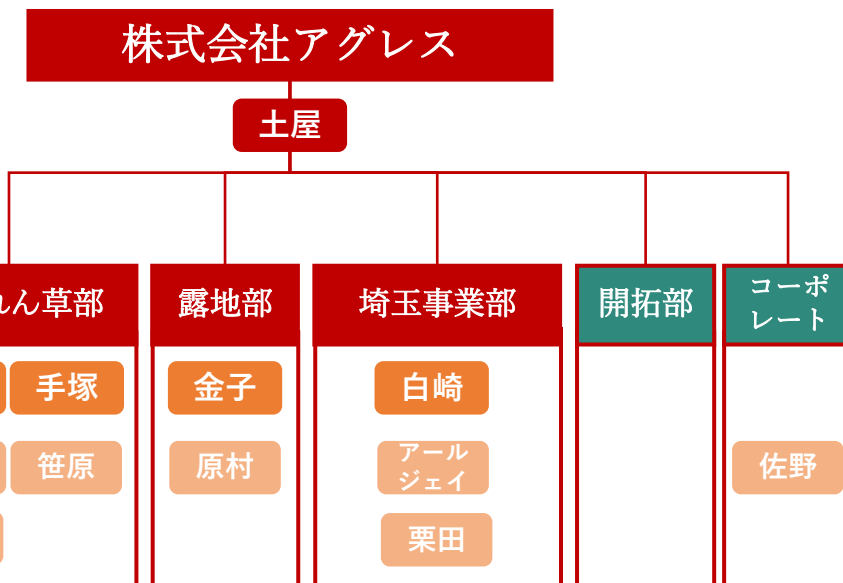 株式会社アグレス
土屋
れん草部
露地部
埼玉事業部
開拓部
コーポ
レート
手塚
金子
白崎
笹原
原村
アール
ジェイ
佐野
栗田